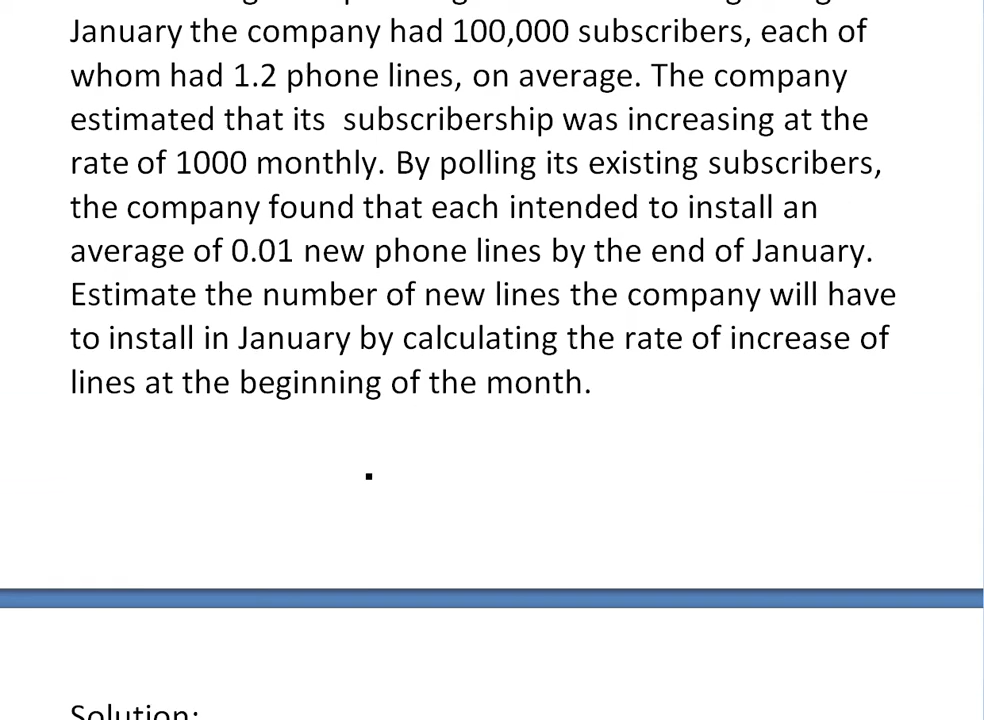 January the company had 100,000 subscribers, each of
whom had 1.2 phone lines, on average. The company
estimated that its  subscribership was increasing at the
rate of 1000 monthly. By polling its existing subscribers,
the company found that each intended to install an
average of 0.01 new phone lines by the end of January.
Estimate the number of new lines the company will have
to install in January by calculating the rate of increase of
lines at the beginning of the month.
Solution: